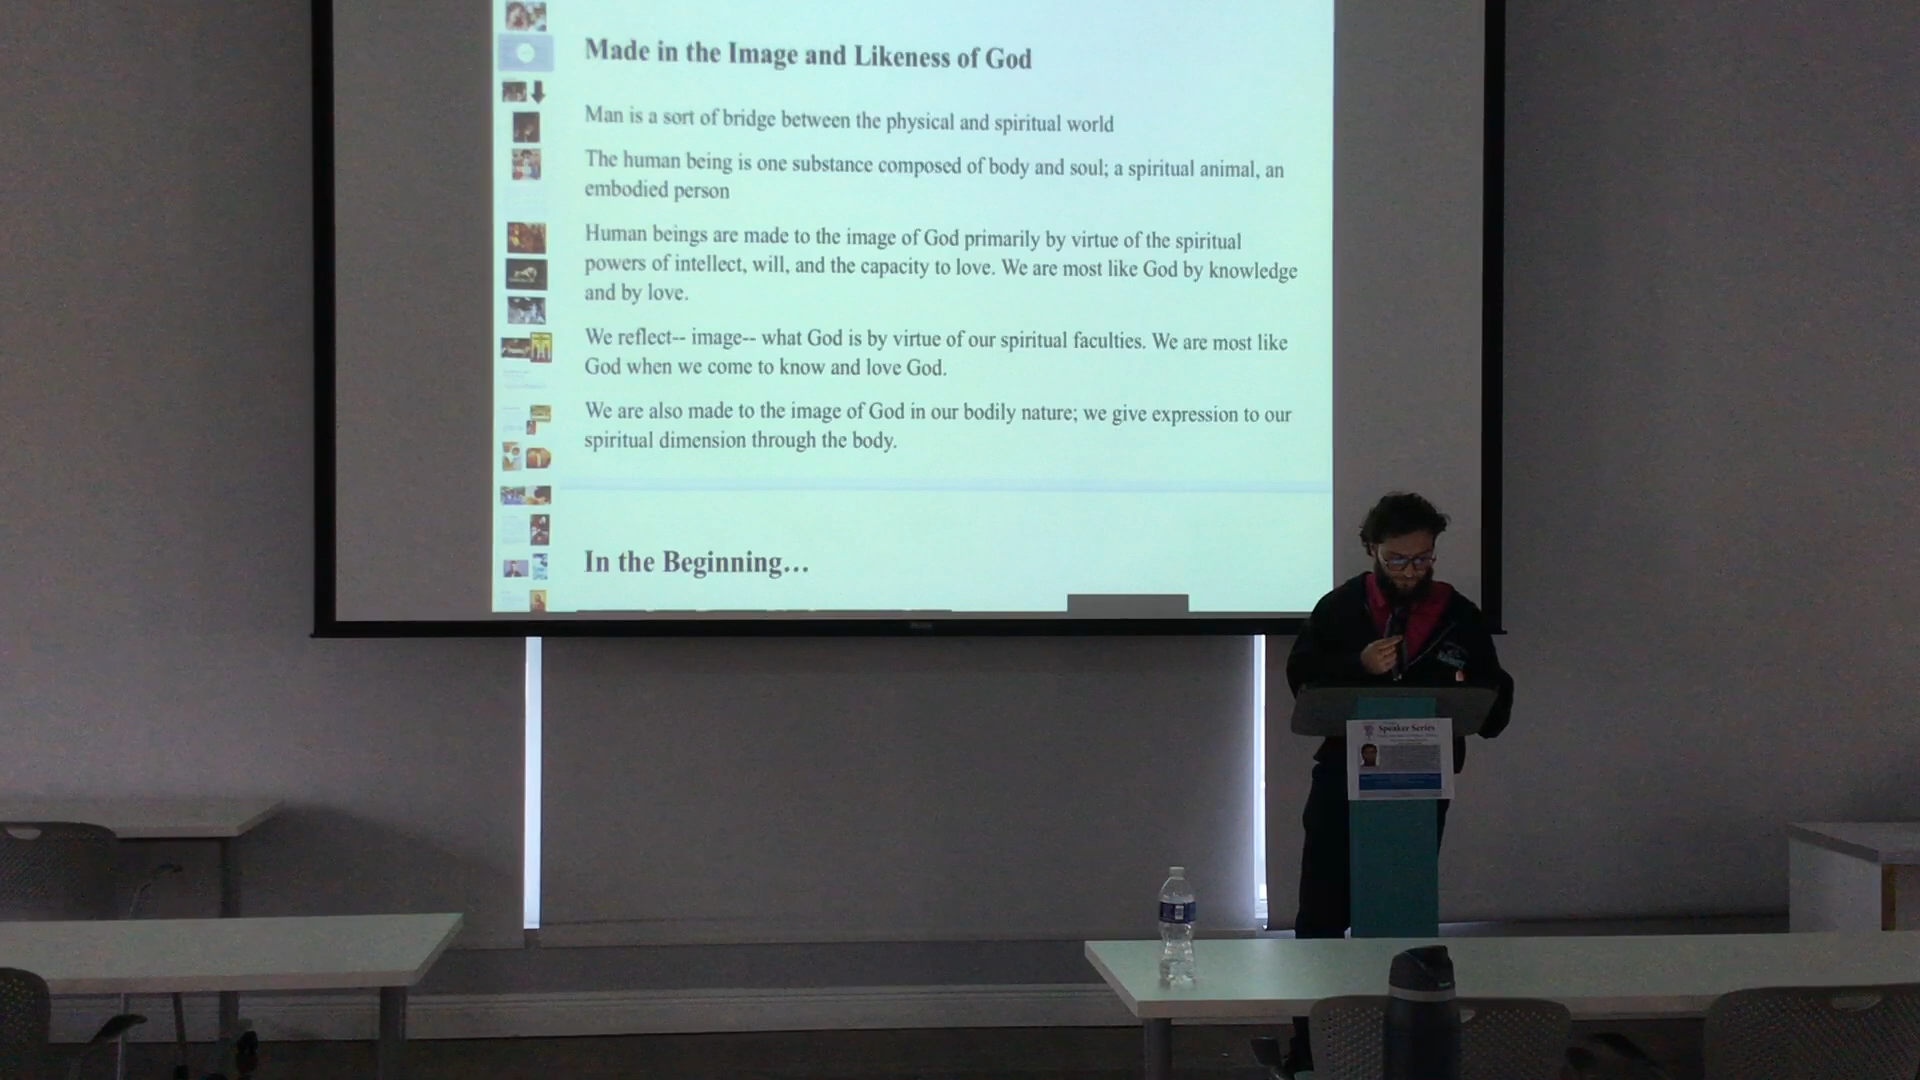 Made in the Image and Likeness of God
Man is a sort of bridge between the physical and spiritual world
The human being is one substance composed of body and soul; a spiritual animal, an
embodied person
Human beings are made to the image of God primarily by virtue of the spiritual
powers of intellect, will, and the capacity to love. We are most like God by knowledge
and by love.
We reflect-- image-- what God is by virtue of our spiritual faculties. We are most like
God when we come to know and love God.
We are also made to the image of God in our bodily nature; we give expression to our
spiritual dimension through the body.
In the Beginning…
Speaker Series